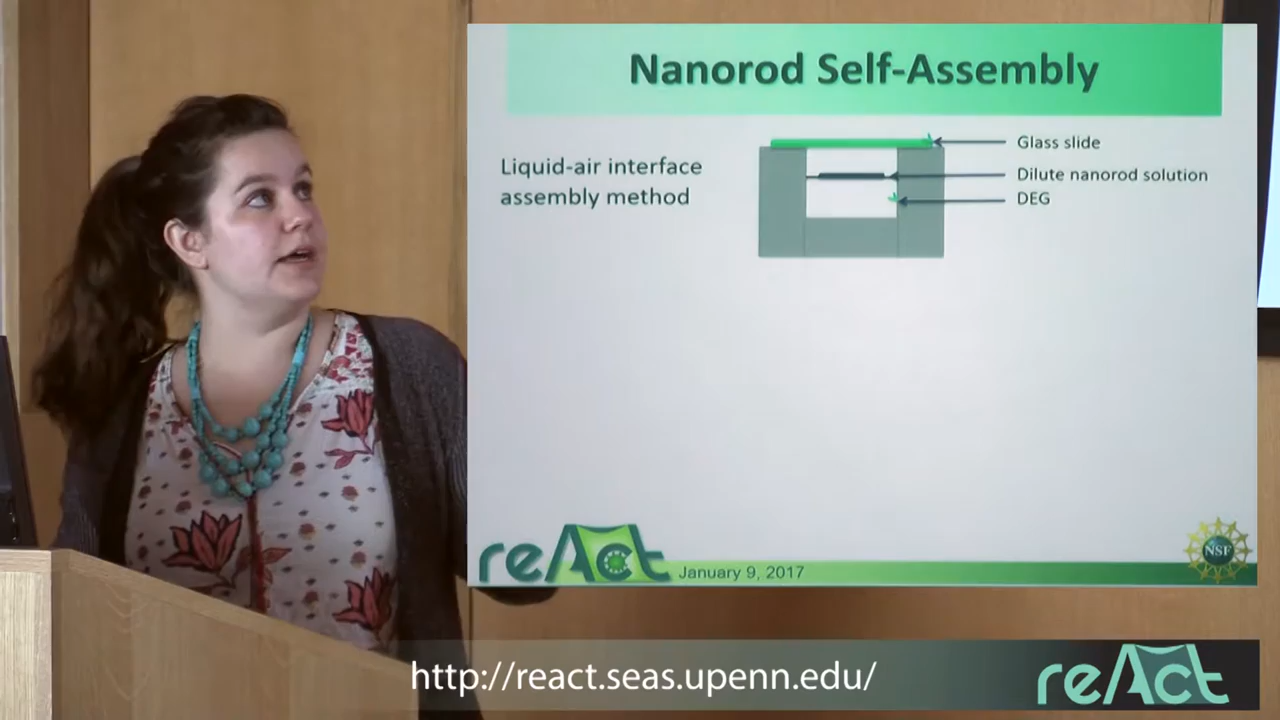 Nanorod Self-Assembly
Liquid-air interface
assembly method
Glass slide
Dilute nanorod solution
DEG
reAct
January 9, 2017
NSF
http://react.seas.upenn.edu/
reAct